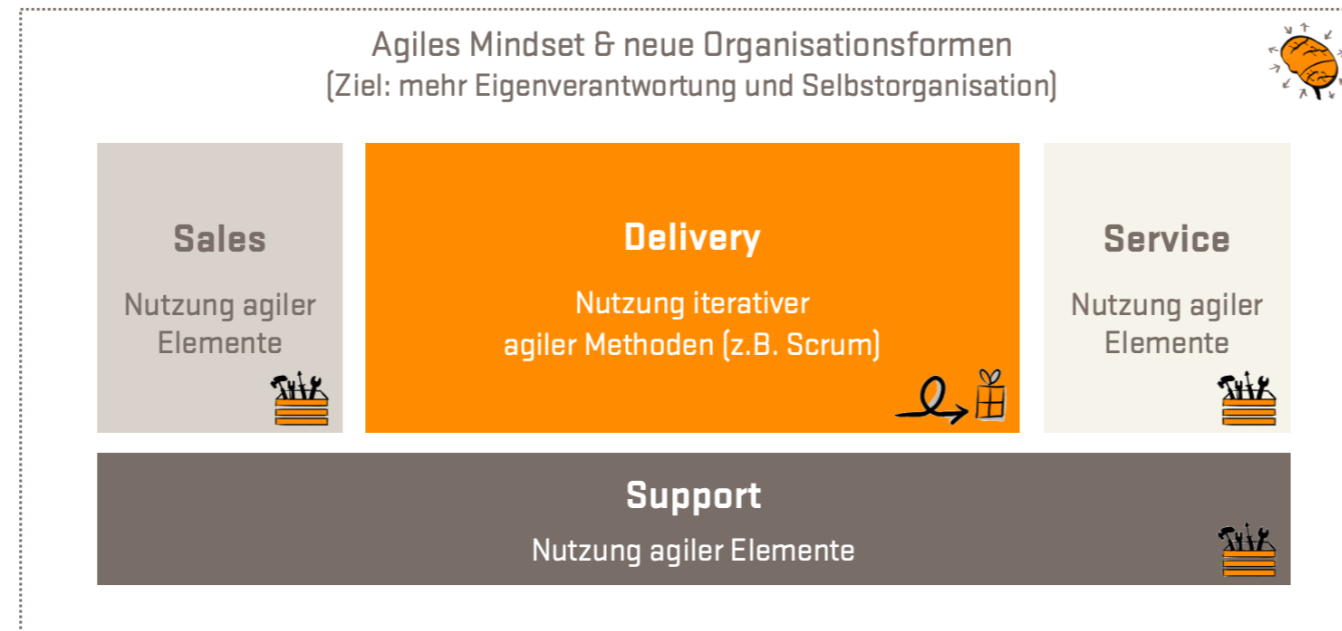 Agiles Mindset & neue Organisationsformen
(Ziel: mehr Eigenverantwortung und Selbstorganisation)
Sales
Nutzung agiler
Elemente
Delivery
Nutzung iterativer
agiler Methoden (z.B. Scrum)
Service
Nutzung agiler
Elemente
Support
Nutzung agiler Elemente